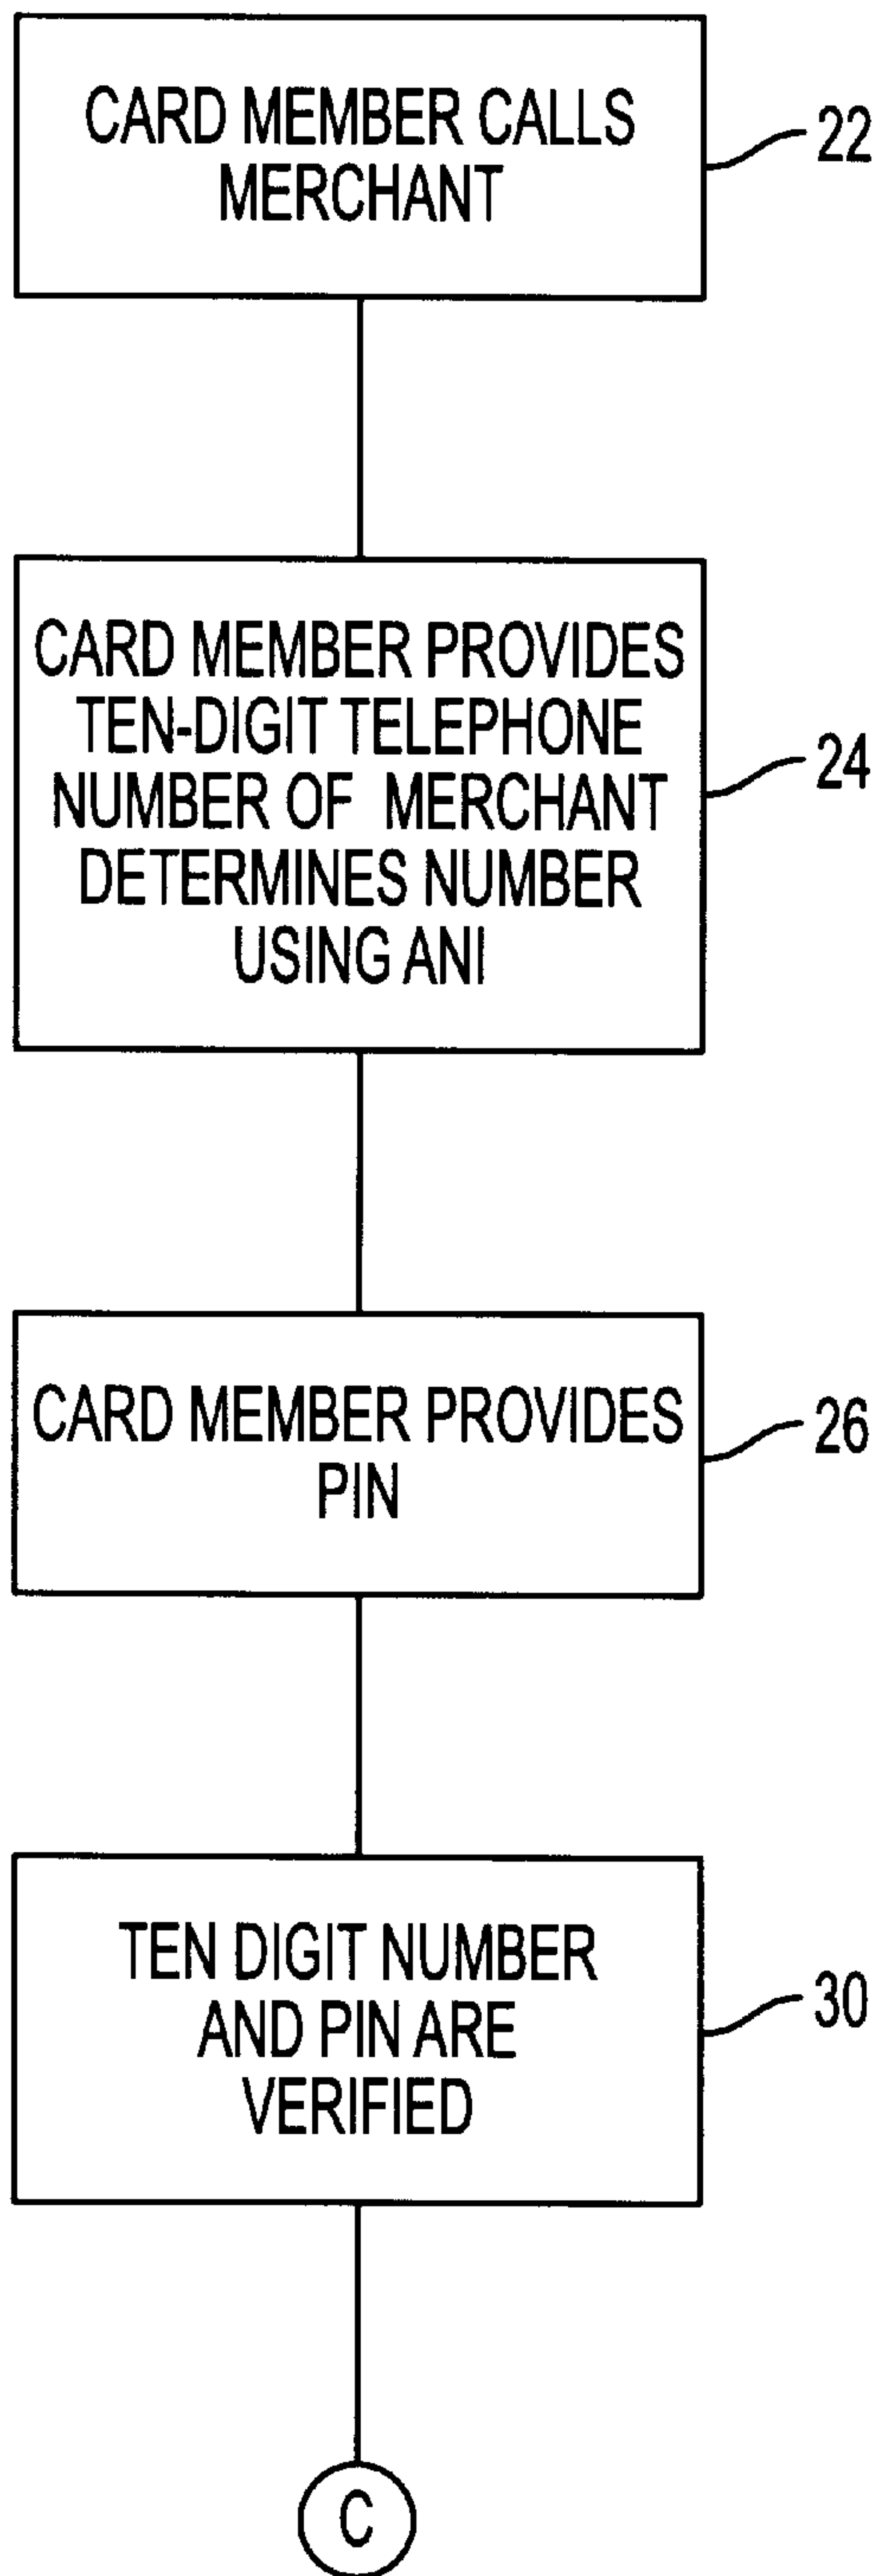 CARD MEMBER CALLS
MERCHANT
22
CARD MEMBER PROVIDES
TEN-DIGIT TELEPHONE
NUMBER OF MERCHANT
DETERMINES NUMBER
USING ANI
24
CARD MEMBER PROVIDES
PIN
26
TEN DIGIT NUMBER
AND PIN ARE
VERIFIED
30
C